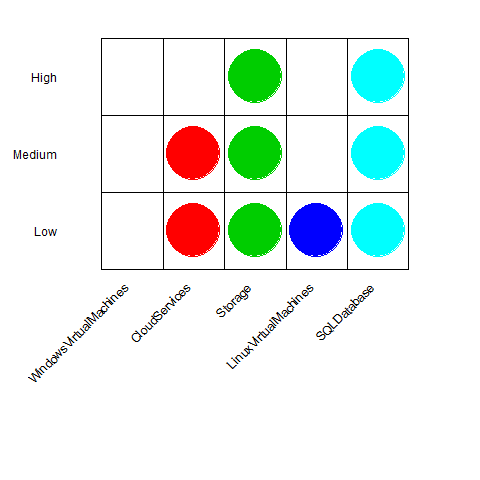 High
Medium
Low
WindowsVirtualMachines
CloudServices
Storage
LinuxVirtualMachines
SQLDatabase